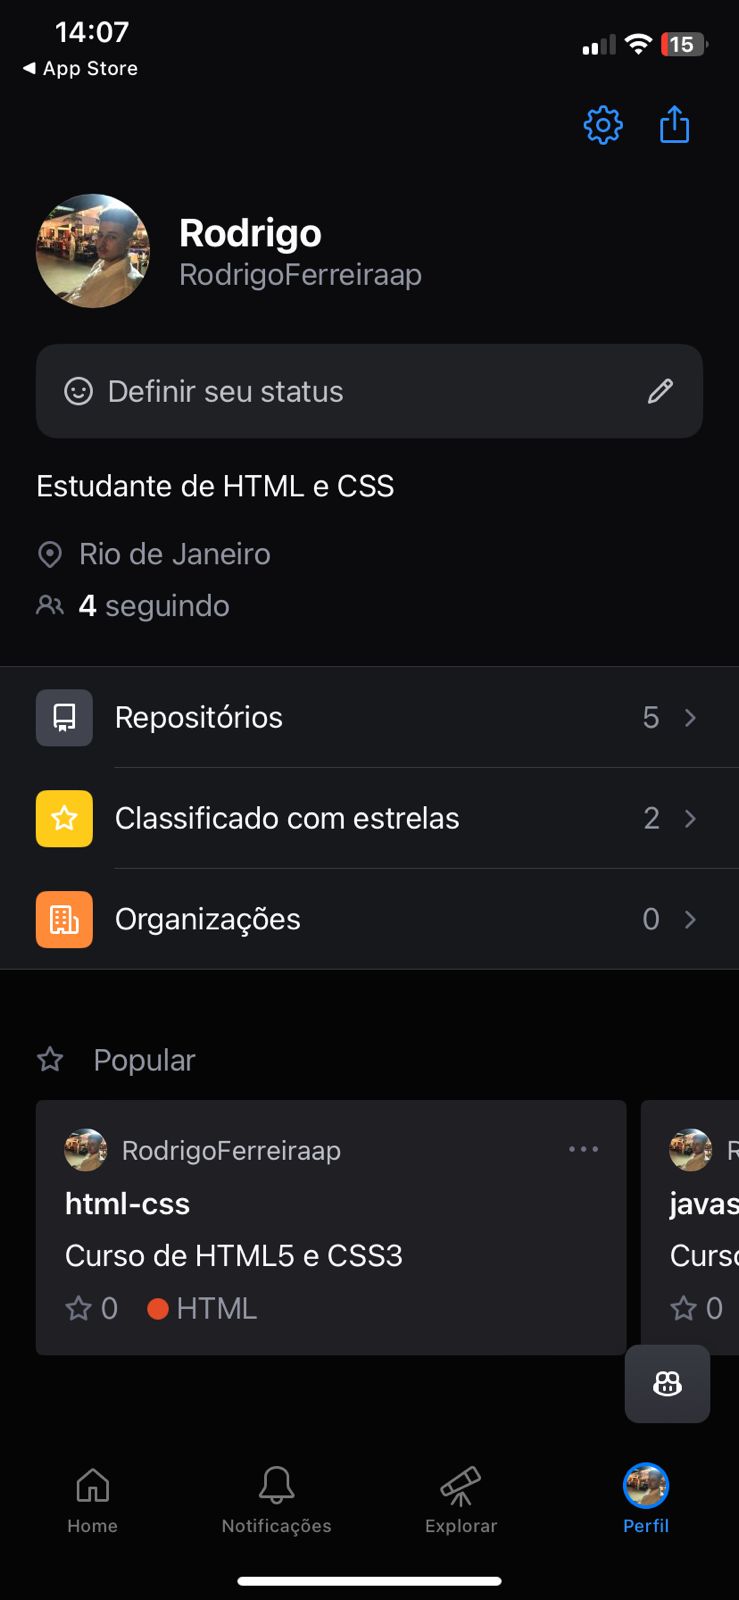 14:07
15
◀ App Store
Rodrigo
RodrigoFerreiraap
Definir seu status
Estudante de HTML e CSS
Rio de Janeiro
4 seguindo
Repositórios 5
Classificado com estrelas 2
Organizações 0
Popular
RodrigoFerreiraap
html-css
Curso de HTML5 e CSS3
0 HTML
R
javas
Curso
0
Home
Notificações
Explorar
Perfil